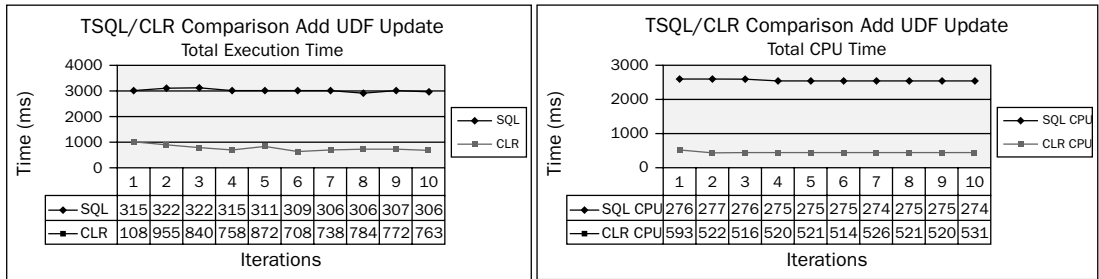 TSQL/CLR Comparison Add UDF Update
Total Execution Time
Time (ms)
4000
3000
2000
1000
0
1 2 3 4 5 6 7 8 9 10
SQL 315 322 322 315 311 309 306 306 307 306
CLR 108 955 840 758 872 708 738 784 772 763
Iterations
SQL
CLR
TSQL/CLR Comparison Add UDF Update
Total CPU Time
Time (ms)
3000
2000
1000
0
1 2 3 4 5 6 7 8 9 10
SQL CPU 276 277 276 275 275 275 274 275 275 274
CLR CPU 593 522 516 520 521 514 526 521 520 531
Iterations
SQL CPU
CLR CPU